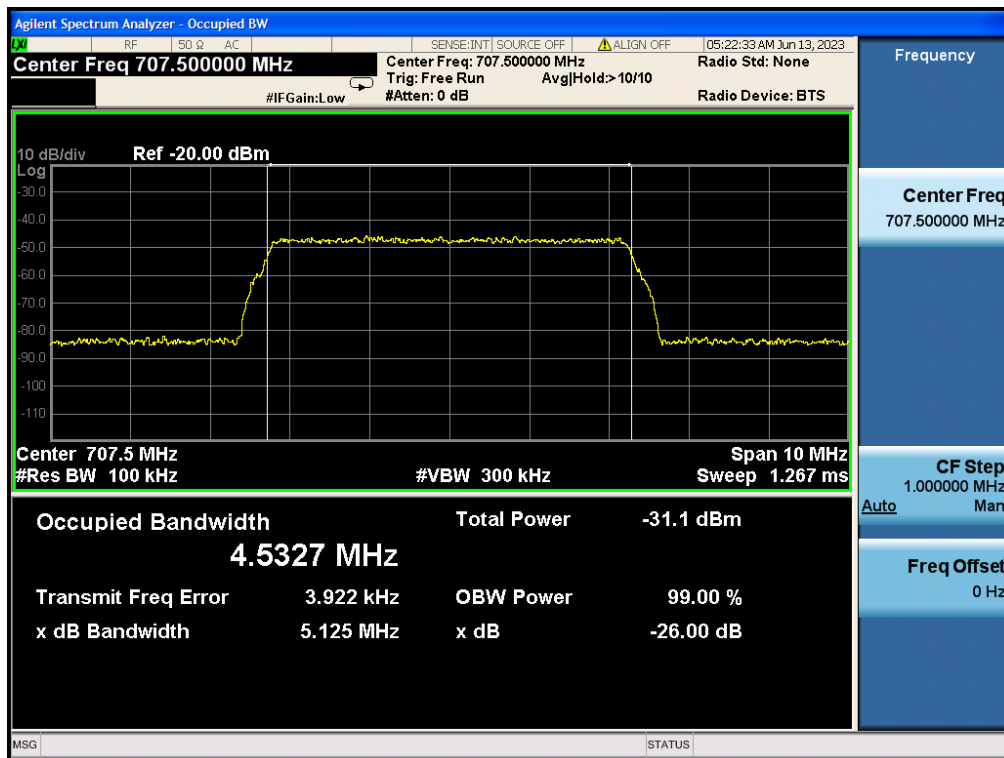 Agilent Spectrum Analyzer - Occupied BW
LXI RF 50 Ω AC SENSE:INT SOURCE OFF ALIGN OFF 05:22:33 AM Jun 13, 2023
Center Freq 707.500000 MHz
Center Freq: 707.500000 MHz Radio Std: None
Trig: Free Run Avg|Hold:>10/10
#IFGain:Low #Atten: 0 dB Radio Device: BTS
10 dB/div Ref -20.00 dBm
Log
-30.0
-40.0
-50.0
-60.0
-70.0
-80.0
-90.0
-100
-110
Center 707.5 MHz Span 10 MHz
#Res BW 100 kHz #VBW 300 kHz Sweep 1.267 ms
Occupied Bandwidth Total Power -31.1 dBm
4.5327 MHz
Transmit Freq Error 3.922 kHz OBW Power 99.00 %
x dB Bandwidth 5.125 MHz x dB -26.00 dB
MSG STATUS
Frequency
Center Freq
707.500000 MHz
CF Step
1.000000 MHz
Auto Man
Freq Offset
0 Hz